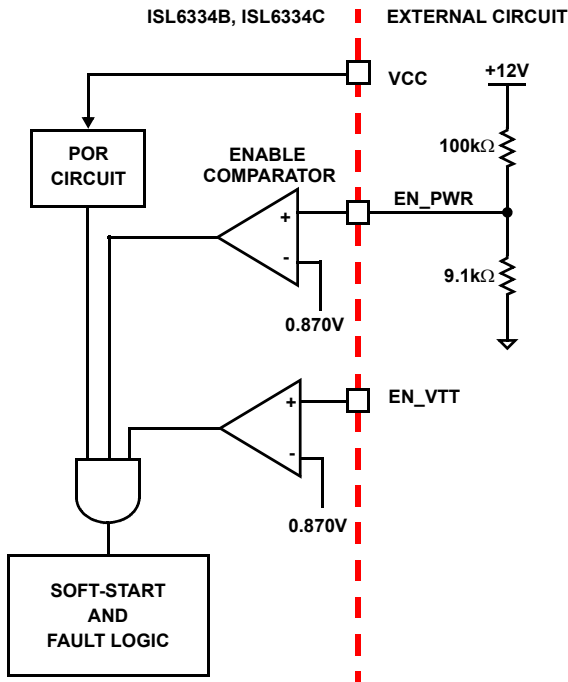 ISL6334B, ISL6334C
EXTERNAL CIRCUIT
VCC
+12V
100kΩ
POR
CIRCUIT
ENABLE
COMPARATOR
+
EN_PWR
-
9.1kΩ
0.870V
+
EN_VTT
-
0.870V
SOFT-START
AND
FAULT LOGIC